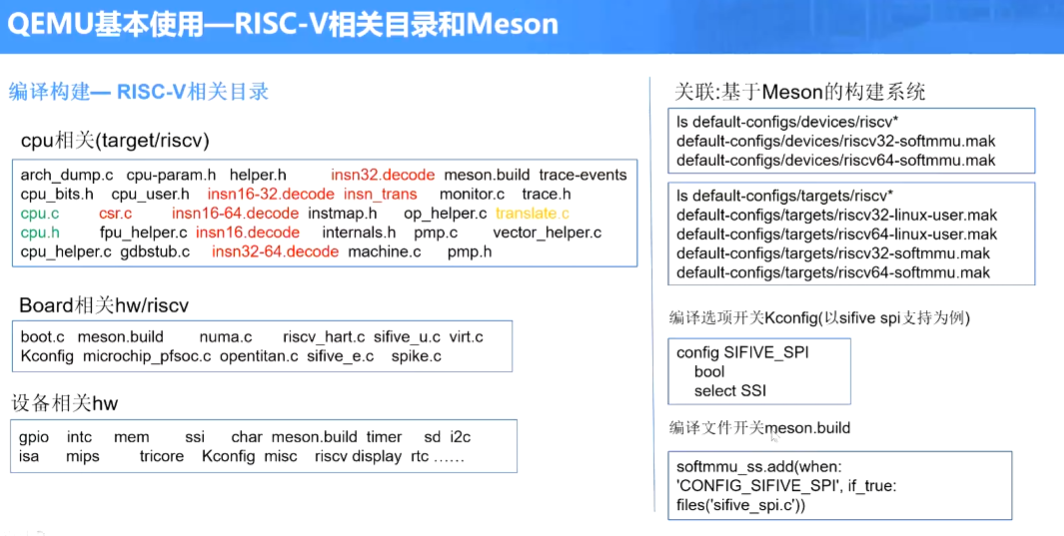 QEMU基本使用—RISC-V相关目录和Meson
编译构建— RISC-V相关目录
cpu相关(target/riscv)
arch_dump.c cpu-param.h helper.h insn32.decode meson.build trace-events
cpu_bits.h cpu_user.h insn16-32.decode insn_trans monitor.c trace.h
cpu.c csr.c insn16-64.decode instmap.h op_helper.c translate.c
cpu.h fpu_helper.c insn16.decode internals.h pmp.c vector_helper.c
cpu_helper.c gdbstub.c insn32-64.decode machine.c pmp.h
Board相关hw/riscv
boot.c meson.build numa.c riscv_hart.c sifive_u.c virt.c
Kconfig microchip_pfsoc.c opentitan.c sifive_e.c spike.c
设备相关hw
gpio intc mem ssi char meson.build timer sd i2c
isa mips tricore Kconfig misc riscv display rtc ……
关联:基于Meson的构建系统
ls default-configs/devices/riscv*
default-configs/devices/riscv32-softmmu.mak
default-configs/devices/riscv64-softmmu.mak
ls default-configs/targets/riscv*
default-configs/targets/riscv32-linux-user.mak
default-configs/targets/riscv64-linux-user.mak
default-configs/targets/riscv32-softmmu.mak
default-configs/targets/riscv64-softmmu.mak
编译选项开关Kconfig(以sifive spi支持为例)
config SIFIVE_SPI
bool
select SSI
编译文件开关meson.build
softmmu_ss.add(when:
'CONFIG_SIFIVE_SPI', if_true:
files('sifive_spi.c'))